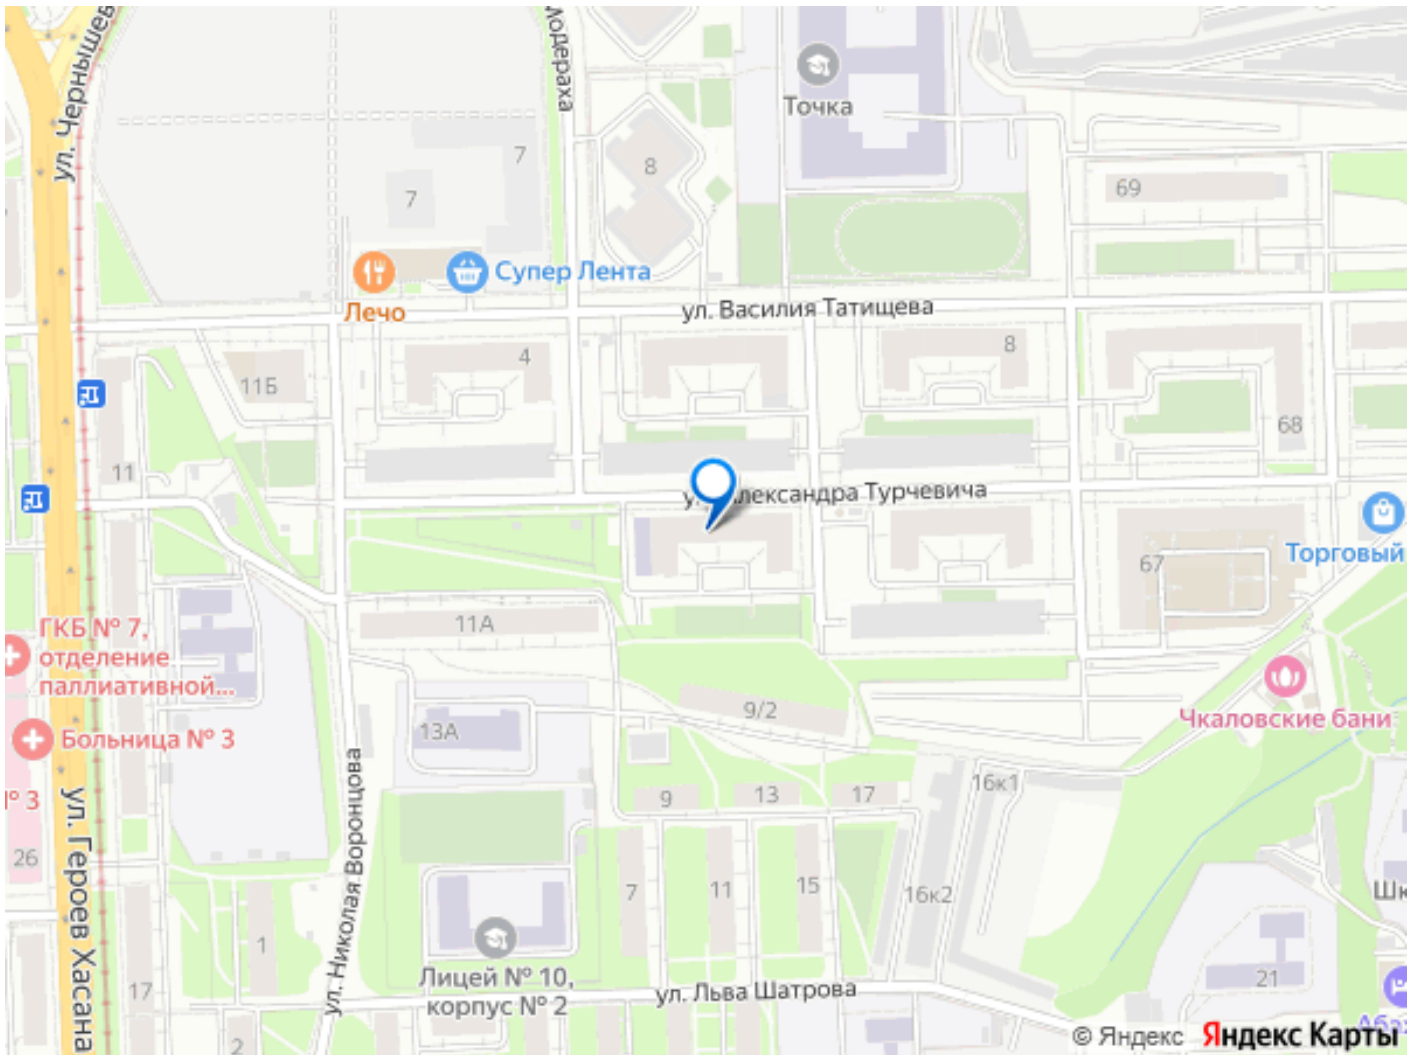 ул. Чернышев
модераха
Точка
7
8
7
69
Супер Лента
Лечо
ул. Василия Татищева
4
8
11Б
68
11
ул. Александра Турчевича
Торговый
67
ГКБ № 7,
отделение
паллиативной...
11А
9/2
Чкаловские бани
13А
Больница № 3
16к1
№ 3
9
13
17
ул. Героев Хасана
ул. Николая Воронцова
26
7
11
15
16к2
Шк
1
Лицей № 10,
корпус № 2
21
17
ул. Льва Шатрова
2
Абаз
© Яндекс Яндекс Карты